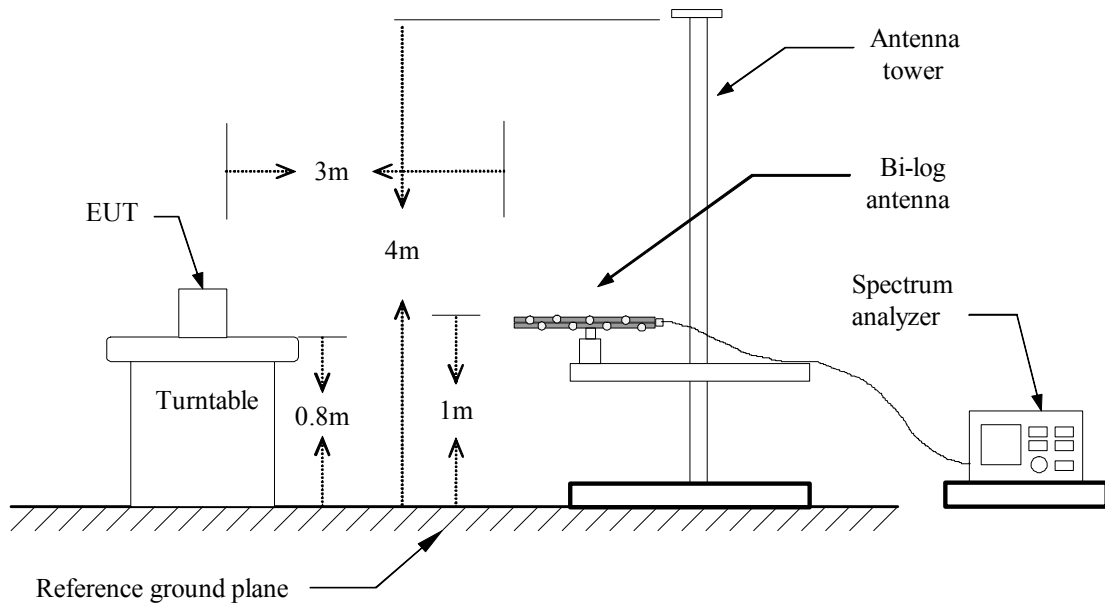 Antenna
tower
3m
Bi-log
antenna
EUT
4m
Spectrum
analyzer
Turntable
0.8m
1m
Reference ground plane